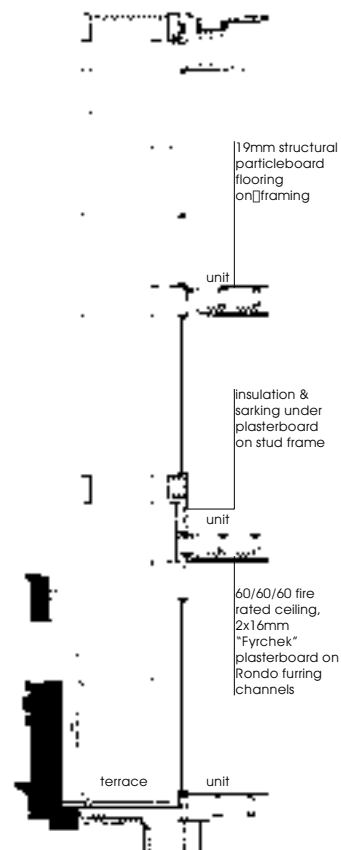 19mm structural
particleboard
flooring
on framing
unit
insulation &
sarking under
plasterboard
on stud frame
unit
60/60/60 fire
rated ceiling,
2x16mm
"Fyrchek"
plasterboard on
Rondo furring
channels
terrace
unit